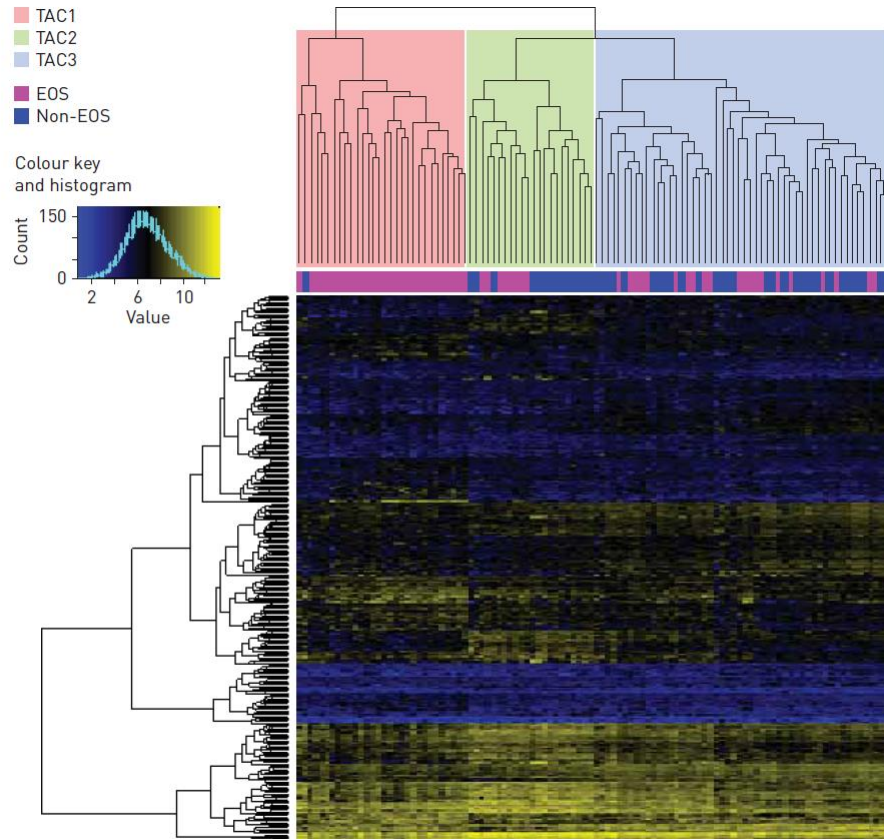 TAC1
TAC2
TAC3
EOS
Non-EOS
Colour key
and histogram
150
Count
0
2 6 10
Value